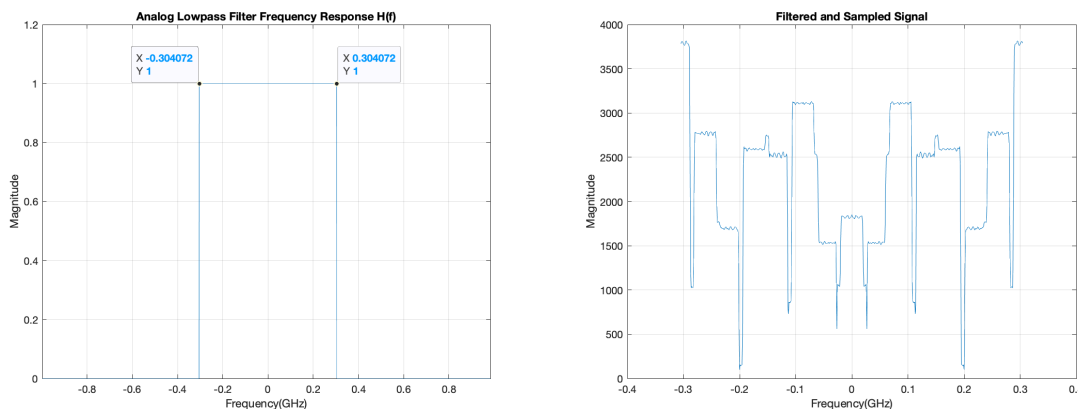 Analog Lowpass Filter Frequency Response H(f)
1.2
1
0.8
0.6
0.4
0.2
0
Magnitude
X -0.304072
Y 1
X 0.304072
Y 1
-0.8 -0.6 -0.4 -0.2 0 0.2 0.4 0.6 0.8
Frequency(GHz)
Filtered and Sampled Signal
4000
3500
3000
2500
2000
1500
1000
500
0
Magnitude
-0.4 -0.3 -0.2 -0.1 0 0.1 0.2 0.3 0.4
Frequency(GHz)